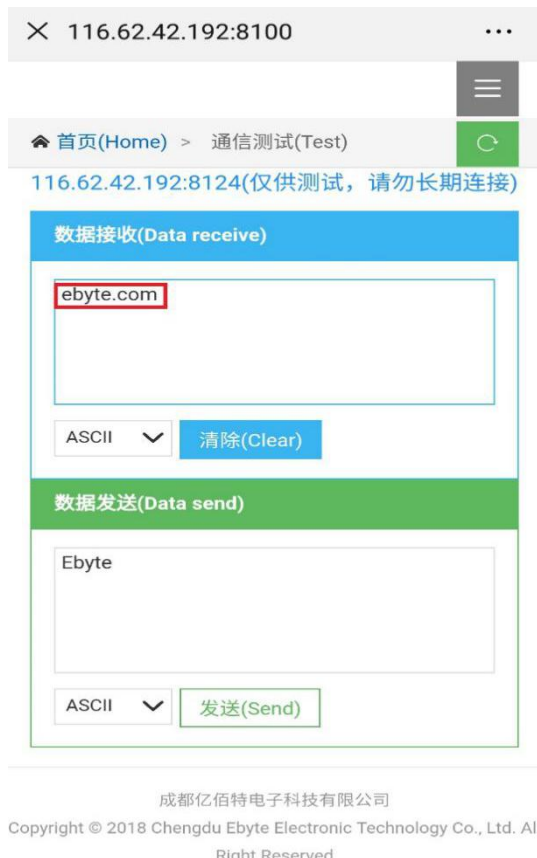 116.62.42.192:8100
首页(Home) > 通信测试(Test)
116.62.42.192:8124(仅供测试，请勿长期连接)
数据接收(Data receive)
ebyte.com
ASCII
清除(Clear)
数据发送(Data send)
Ebyte
ASCII
发送(Send)
成都亿佰特电子科技有限公司
Copyright © 2018 Chengdu Ebyte Electronic Technology Co., Ltd. Al
Right Reserved